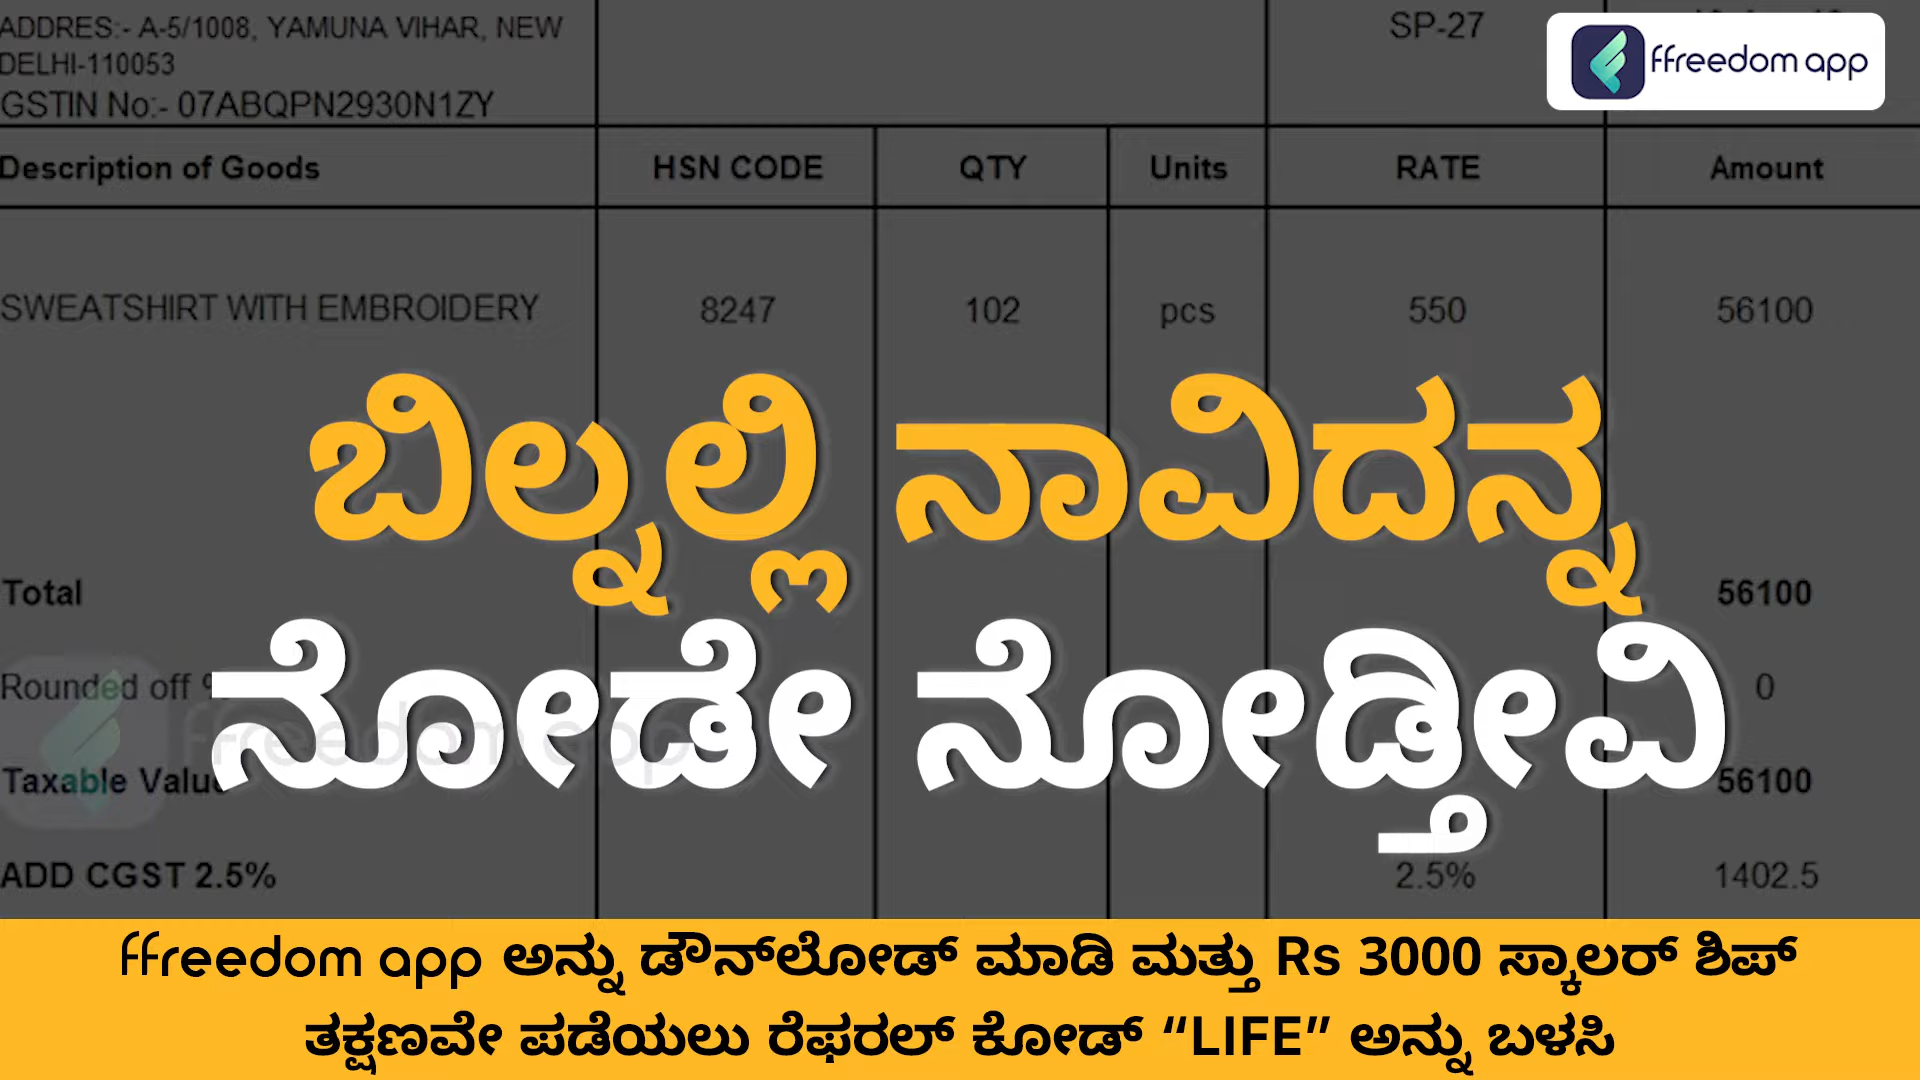 ADDRES:- A-5/1008, YAMUNA VIHAR, NEW
DELHI-110053
GSTIN No:- 07ABQPN2930N1ZY
SP-27
ffreedom app
Description of Goods HSN CODE QTY Units RATE Amount
SWEATSHIRT WITH EMBROIDERY 8247 102 pcs 550 56100
ಬಿಲ್ನಲ್ಲಿ ನಾವಿದನ್ನ
Total 56100
ನೋಡೇ ನೋಡ್ತೀವಿ
Rounded off 0
ffreedom app
Taxable Value 56100
ADD CGST 2.5% 2.5% 1402.5
ffreedom app ಅನ್ನು ಡೌನ್‌ಲೋಡ್ ಮಾಡಿ ಮತ್ತು Rs 3000 ಸ್ಕಾಲರ್ ಶಿಪ್
ತಕ್ಷಣವೇ ಪಡೆಯಲು ರೆಫರಲ್ ಕೋಡ್ “LIFE” ಅನ್ನು ಬಳಸಿ